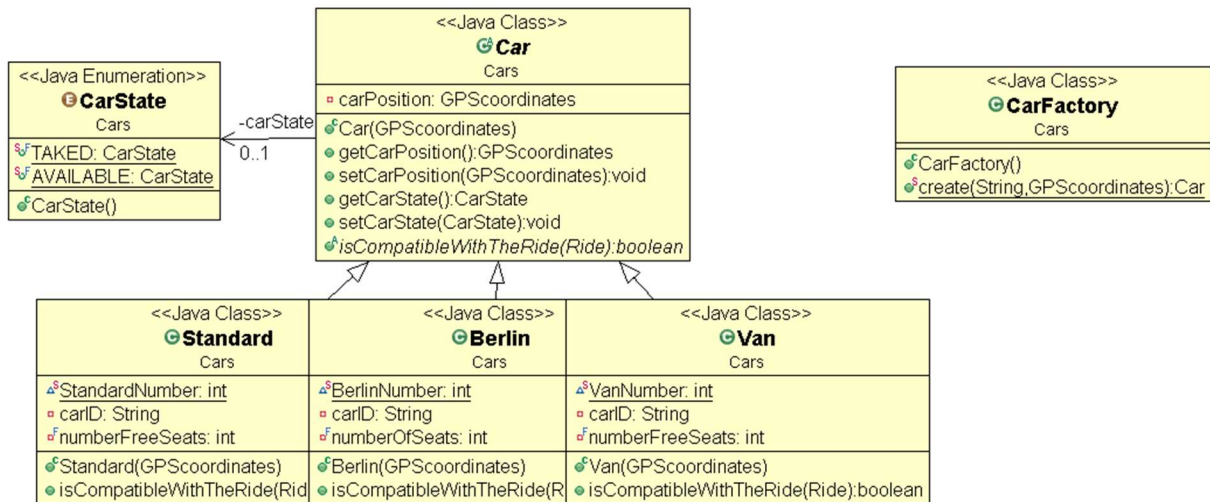 <<Java Class>>
Car
Cars
carPosition: GPScoordinates
Car(GPScoordinates)
getCarPosition():GPScoordinates
setCarPosition(GPScoordinates):void
getCarState():CarState
setCarState(CarState):void
isCompatibleWithTheRide(Ride):boolean
<<Java Enumeration>>
CarState
Cars
TAKED: CarState
AVAILABLE: CarState
CarState()
-carState
0..1
<<Java Class>>
CarFactory
Cars
CarFactory()
create(String,GPScoordinates):Car
<<Java Class>>
Standard
Cars
StandardNumber: int
carID: String
numberFreeSeats: int
Standard(GPScoordinates)
isCompatibleWithTheRide(Rid
<<Java Class>>
Berlin
Cars
BerlinNumber: int
carID: String
numberOfSeats: int
Berlin(GPScoordinates)
isCompatibleWithTheRide(R
<<Java Class>>
Van
Cars
VanNumber: int
carID: String
numberFreeSeats: int
Van(GPScoordinates)
isCompatibleWithTheRide(Ride):boolean